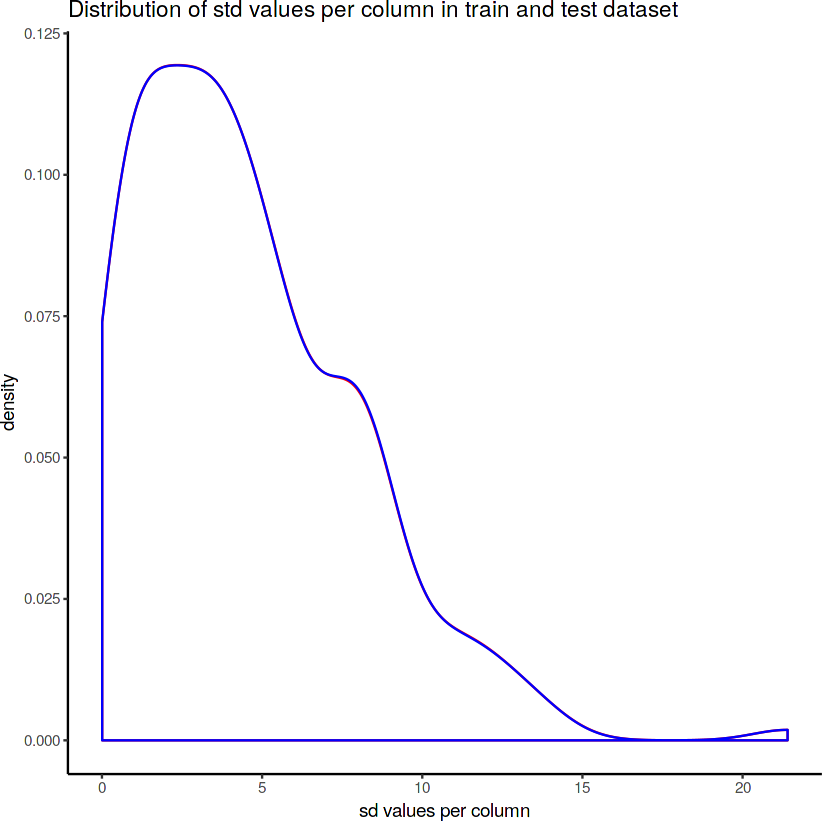 Distribution of std values per column in train and test dataset
0.125
0.100
0.075
0.050
0.025
0.000
density
0 5 10 15 20
sd values per column